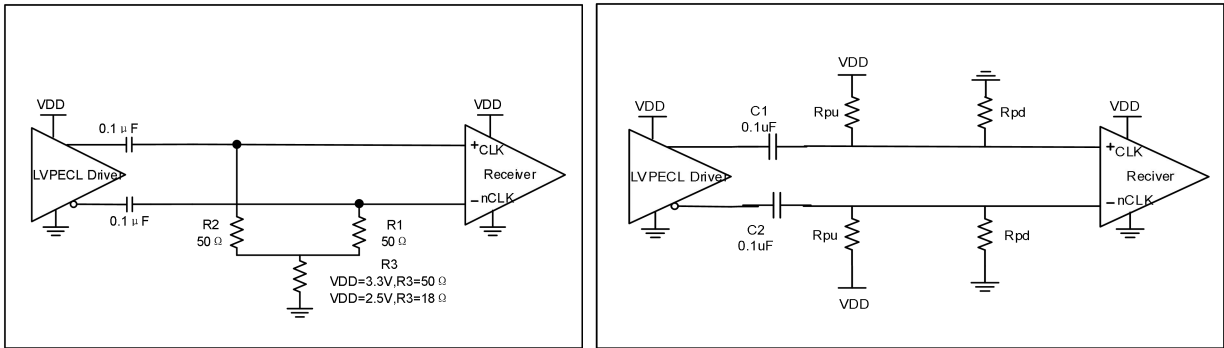 VDD
0.1 μF
LVPECL Driver
0.1 μF
R2
50 Ω
R1
50 Ω
R3
VDD=3.3V,R3=50 Ω
VDD=2.5V,R3=18 Ω
VDD
+CLK
Receiver
−nCLK
VDD
C1
0.1uF
LVPECL Driver
C2
0.1uF
VDD
Rpu
Rpd
Rpu
VDD
Rpd
VDD
+CLK
Reciver
−nCLK